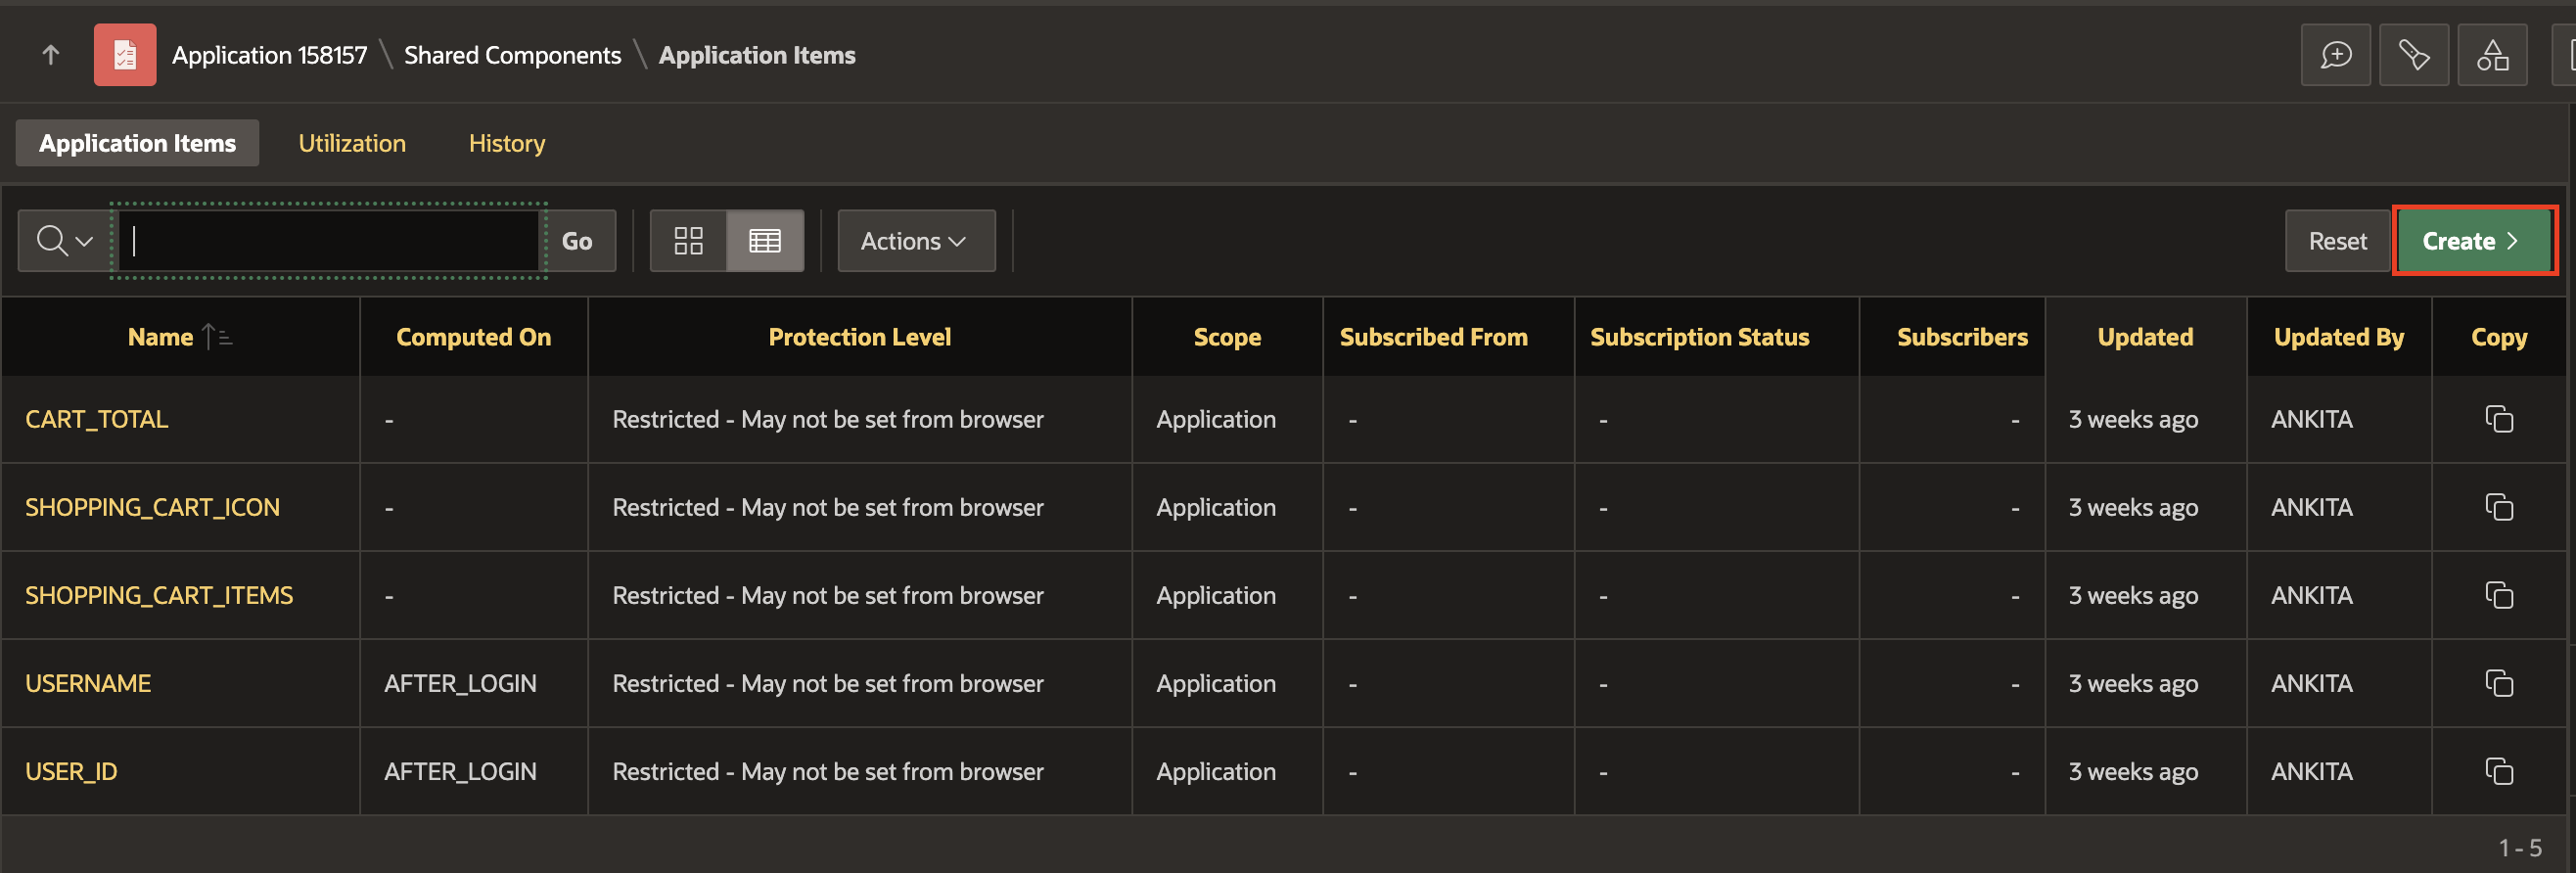 Application 158157 \ Shared Components \ Application Items
Application Items Utilization History
Go Actions Reset Create
Name Computed On Protection Level Scope Subscribed From Subscription Status Subscribers Updated Updated By Copy
CART_TOTAL - Restricted - May not be set from browser Application - - - 3 weeks ago ANKITA
SHOPPING_CART_ICON - Restricted - May not be set from browser Application - - - 3 weeks ago ANKITA
SHOPPING_CART_ITEMS - Restricted - May not be set from browser Application - - - 3 weeks ago ANKITA
USERNAME AFTER_LOGIN Restricted - May not be set from browser Application - - - 3 weeks ago ANKITA
USER_ID AFTER_LOGIN Restricted - May not be set from browser Application - - - 3 weeks ago ANKITA
1 - 5